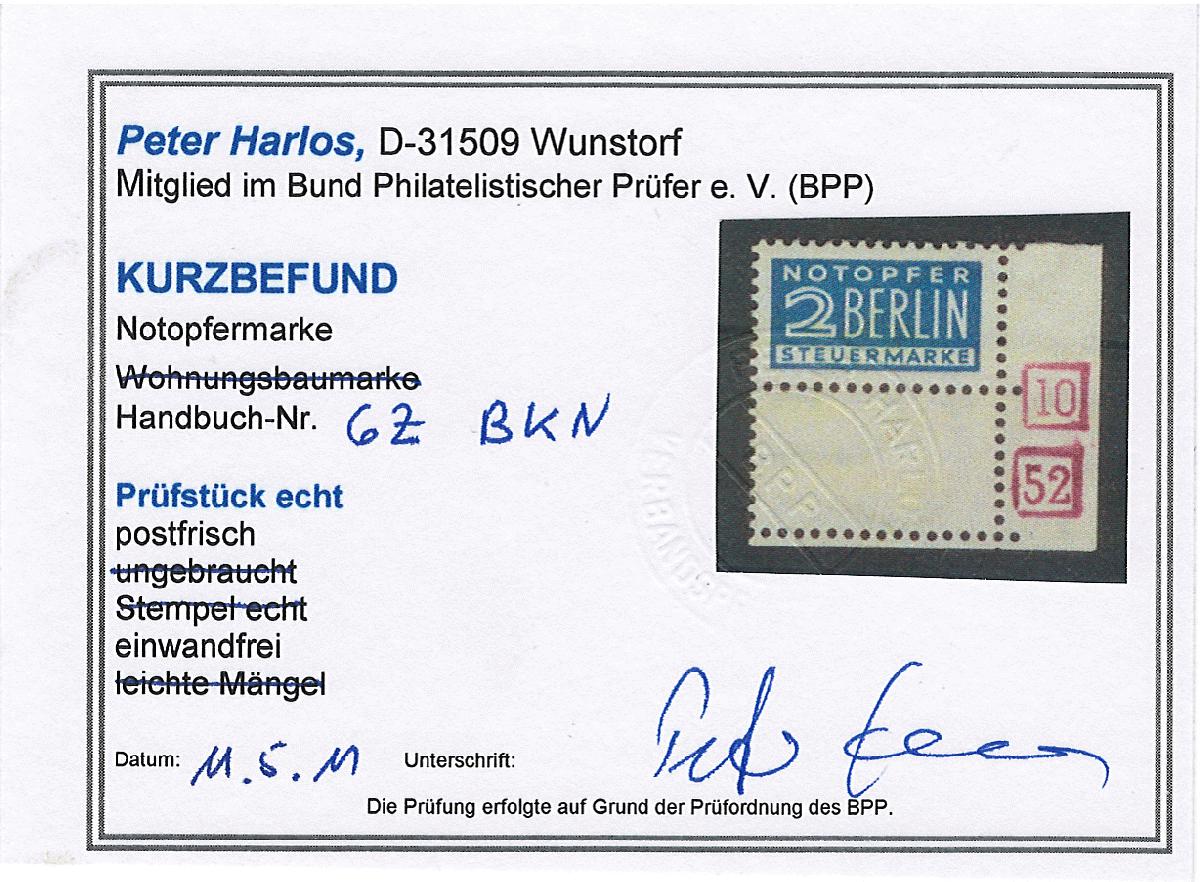 Peter Harlos, D-31509 Wunstorf
Mitglied im Bund Philatelistischer Prüfer e. V. (BPP)
KURZBEFUND
Notopfermarke
Wohnungsbaumarke
Handbuch-Nr. 6Z BKN
Prüfstück echt
postfrisch
ungebraucht
Stempel echt
einwandfrei
leichte Mängel
NOTOPFER
2 BERLIN
STEUERMARKE
10
52
Datum: 11.5.11 Unterschrift:
Die Prüfung erfolgte auf Grund der Prüfordnung des BPP.